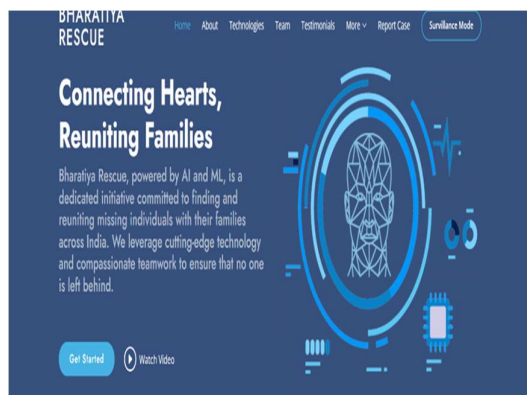 BHARATIYA
RESCUE
Home About Technologies Team Testimonials More Report Case Survillance Mode
Connecting Hearts,
Reuniting Families
Bharatiya Rescue, powered by AI and ML, is a
dedicated initiative committed to finding and
reuniting missing individuals with their families
across India. We leverage cutting-edge technology
and compassionate teamwork to ensure that no one
is left behind.
Get Started Watch Video